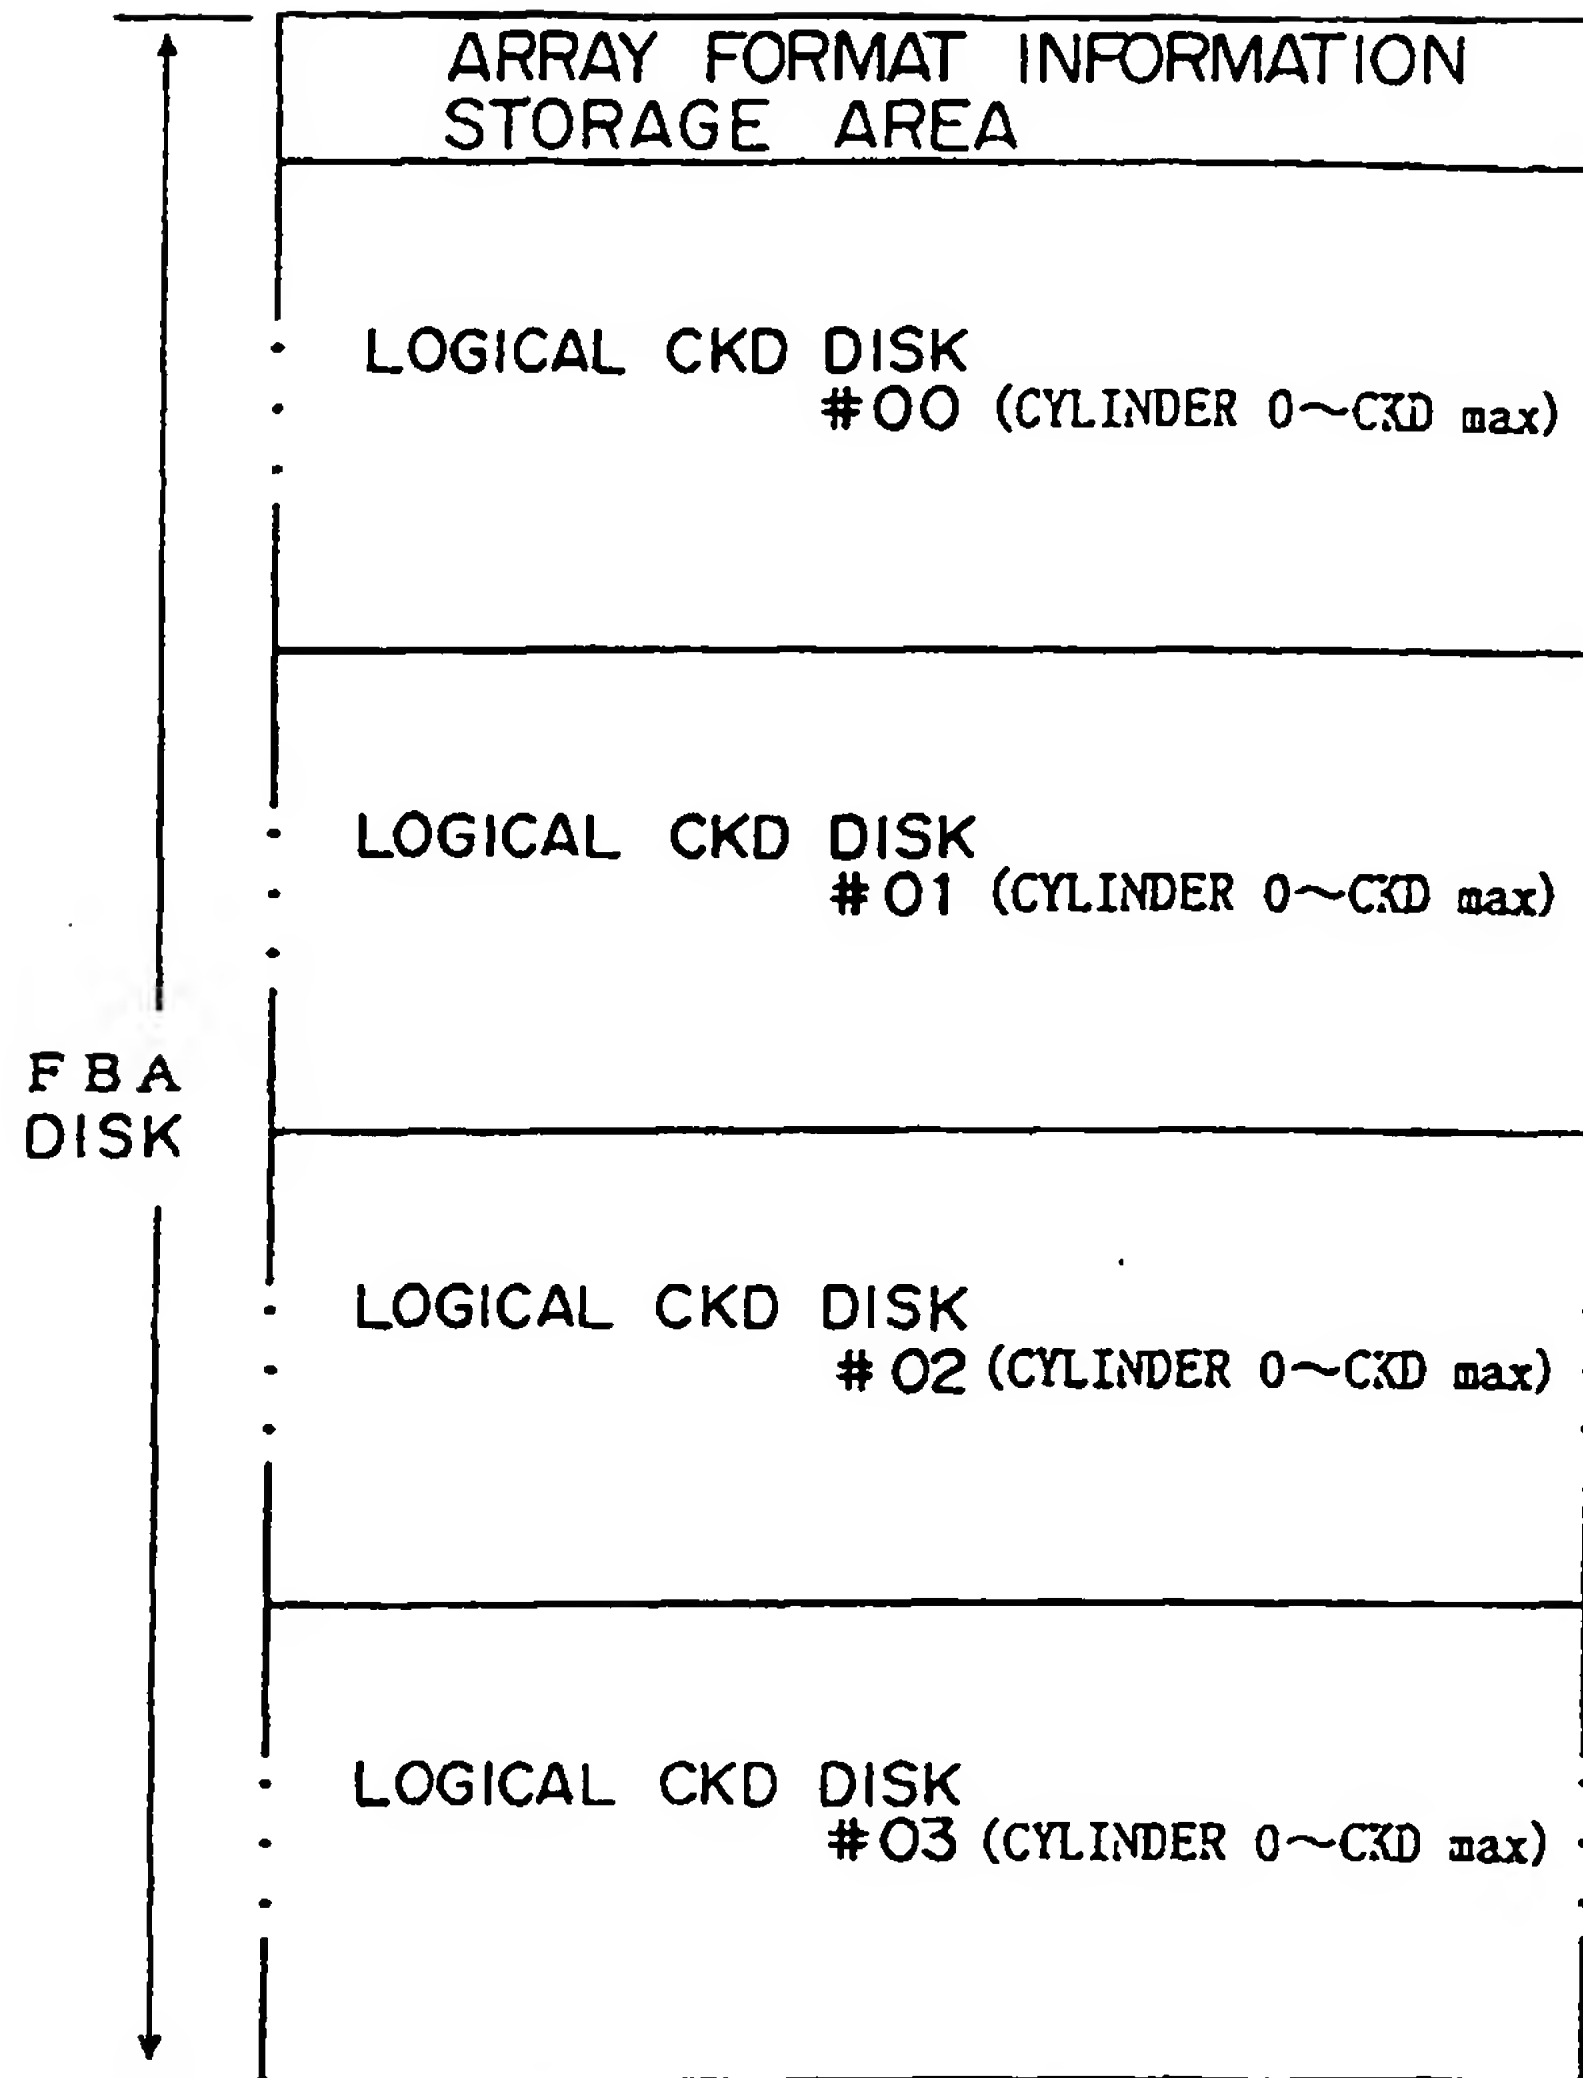 ARRAY FORMAT INFORMATION
STORAGE AREA
LOGICAL CKD DISK
#00 (CYLINDER 0~CKD max)
LOGICAL CKD DISK
#01 (CYLINDER 0~CKD max)
FBA
DISK
LOGICAL CKD DISK
#02 (CYLINDER 0~CKD max)
LOGICAL CKD DISK
#03 (CYLINDER 0~CKD max)